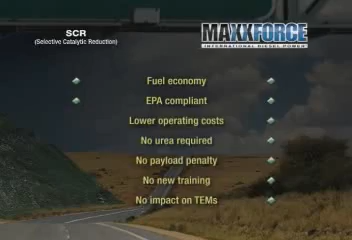 SCR
(Selective Catalytic Reduction)
MAXXFORCE
INTERNATIONAL DIESEL POWER
Fuel economy
EPA compliant
Lower operating costs
No urea required
No payload penalty
No new training
No impact on TEMs